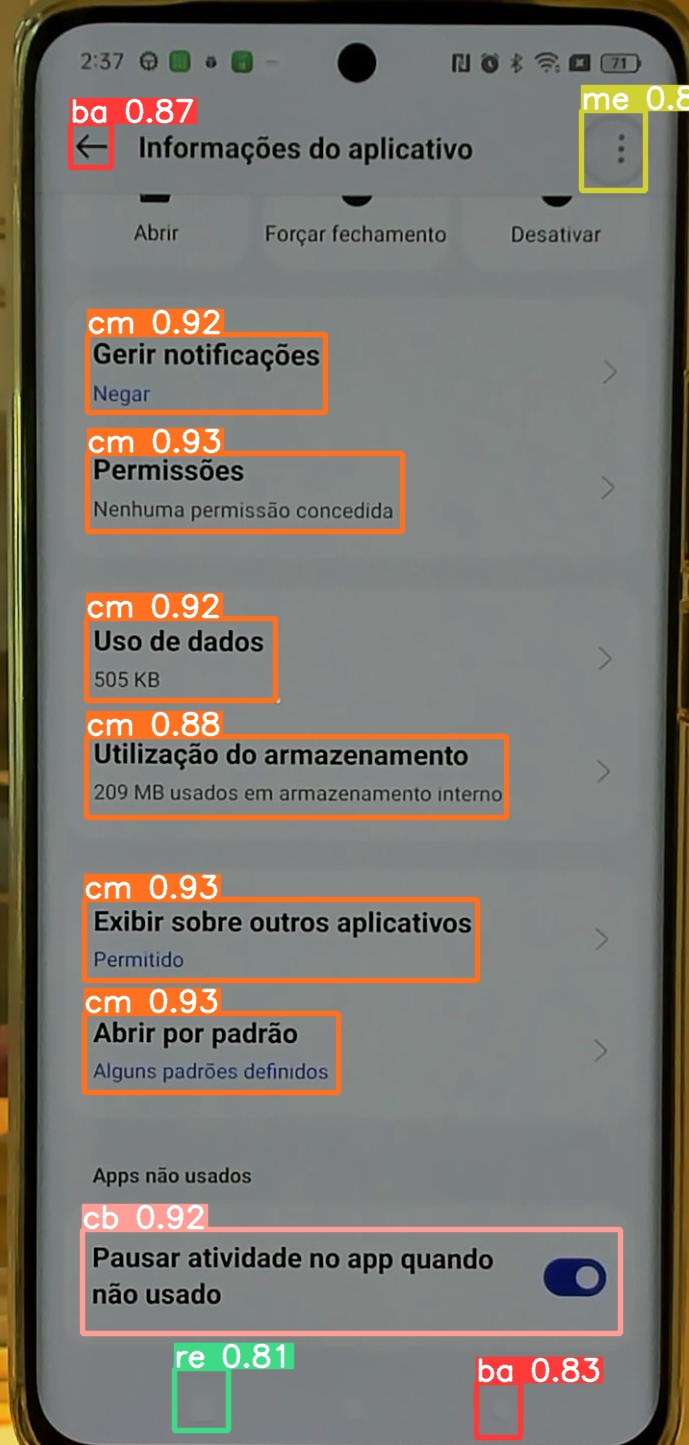 2:37
71
ba 0.87
me 0.8
Informações do aplicativo
Abrir
Forçar fechamento
Desativar
cm 0.92
Gerir notificações
Negar
cm 0.93
Permissões
Nenhuma permissão concedida
cm 0.92
Uso de dados
505 KB
cm 0.88
Utilização do armazenamento
209 MB usados em armazenamento interno
cm 0.93
Exibir sobre outros aplicativos
Permitido
cm 0.93
Abrir por padrão
Alguns padrões definidos
Apps não usados
cb 0.92
Pausar atividade no app quando
não usado
re 0.81
ba 0.83